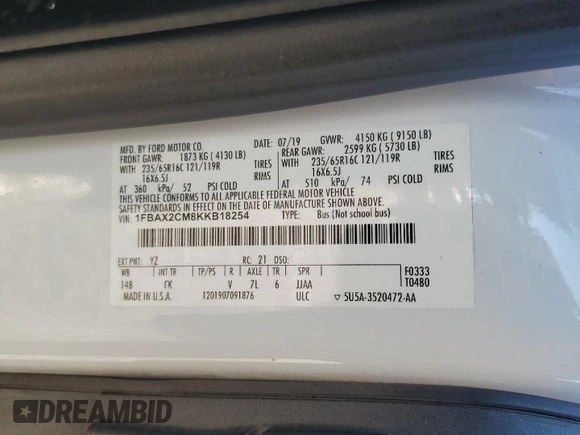 MFD. BY FORD MOTOR CO. DATE: 07/19 GVWR: 4150 KG ( 9150 LB)
FRONT GAWR: 1873 KG ( 4130 LB) REAR GAWR: 2599 KG ( 5730 LB)
WITH 235/65R16C 121/119R TIRES WITH 235/65R16C 121/119R TIRES
16X6.5J RIMS 16X6.5J RIMS
AT 360 kPa/ 52 PSI COLD AT 510 kPa/ 74 PSI COLD
THIS VEHICLE CONFORMS TO ALL APPLICABLE FEDERAL MOTOR VEHICLE
SAFETY STANDARDS IN EFFECT ON THE DATE OF MANUFACTURE SHOWN ABOVE.
VIN: 1FBAX2CM8KKB18254 TYPE: Bus (Not School Bus)
EXT PNT: YZ RC: 21 DSO:
WB INT TR TP/PS R AXLE TR SPR F0333
14B CK V 7L 6 JJAA T0480
MADE IN U.S.A. 1201907091876 ULC 5U5A-3520472-AA
DREAMBID